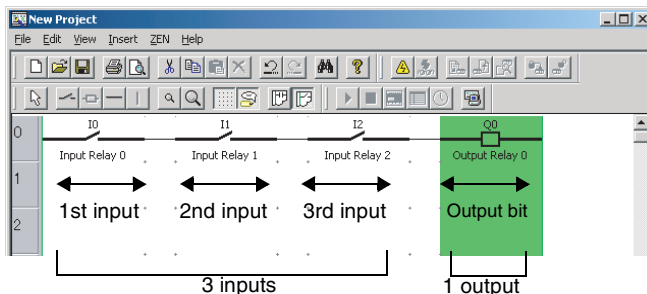 New Project
File Edit View Insert ZEN Help
0 I0 I1 I2 Q0
Input Relay 0 Input Relay 1 Input Relay 2 Output Relay 0
1
1st input 2nd input 3rd input Output bit
2
3 inputs 1 output